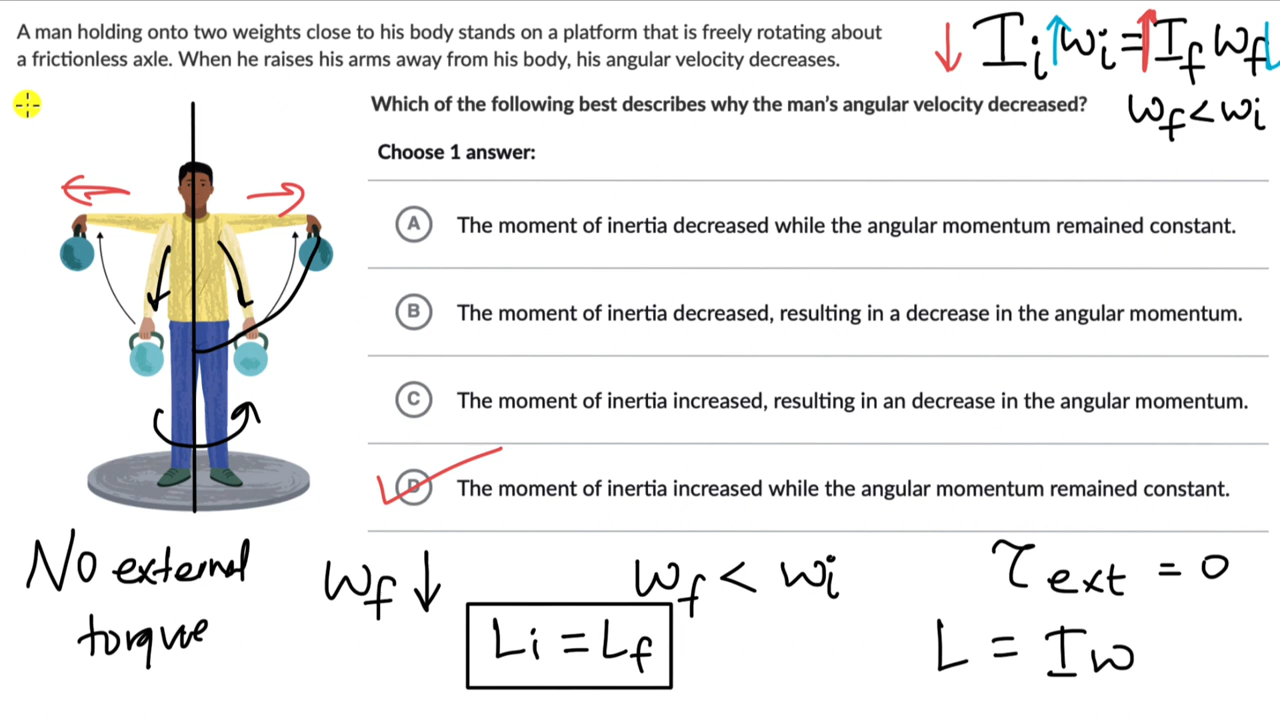 A man holding onto two weights close to his body stands on a platform that is freely rotating about
a frictionless axle. When he raises his arms away from his body, his angular velocity decreases.
↓ Iᵢ↑ωᵢ = ↑I_f ω_f↓
ω_f < ωᵢ
Which of the following best describes why the man's angular velocity decreased?
Choose 1 answer:
A The moment of inertia decreased while the angular momentum remained constant.
B The moment of inertia decreased, resulting in a decrease in the angular momentum.
C The moment of inertia increased, resulting in an decrease in the angular momentum.
D The moment of inertia increased while the angular momentum remained constant.
No external
torque
ω_f ↓
ω_f < ωᵢ
τ_ext = 0
Lᵢ = L_f
L = Iω